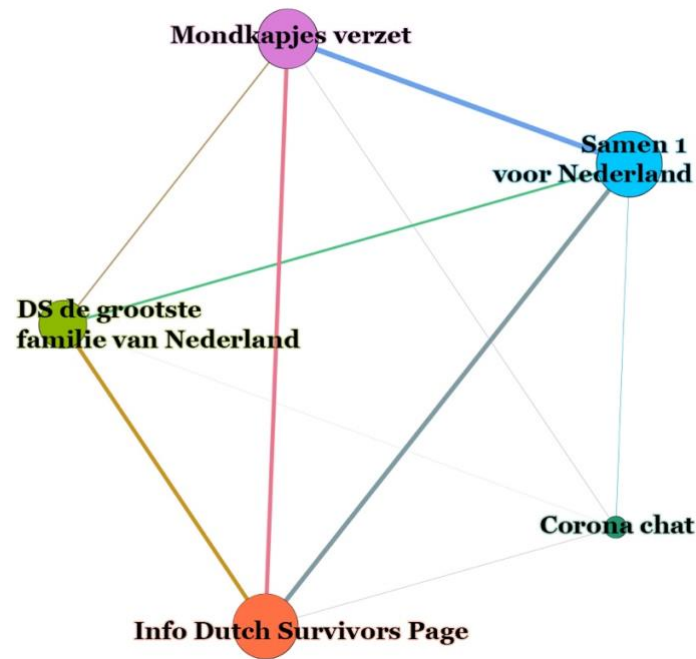 Mondkapjes verzet
Samen 1
voor Nederland
DS de grootste
familie van Nederland
Corona chat
Info Dutch Survivors Page